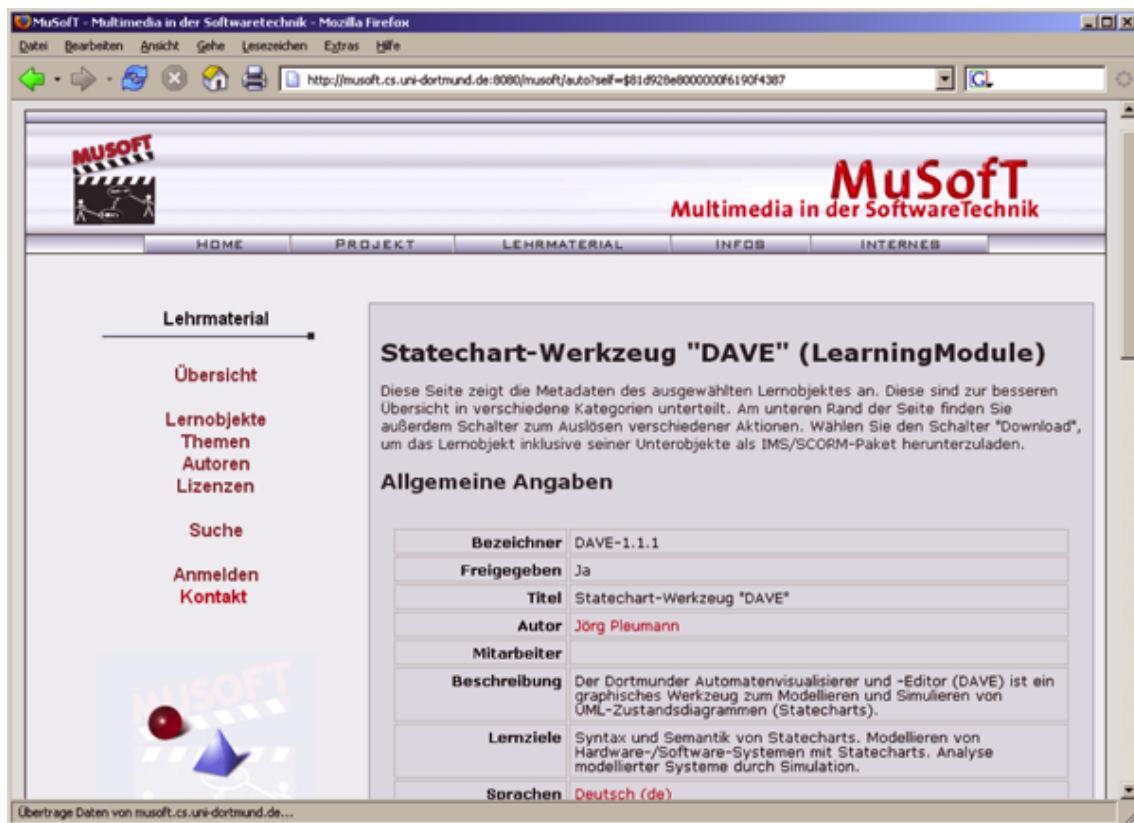 MuSofT - Multimedia in der Softwaretechnik - Mozilla Firefox
Datei Bearbeiten Ansicht Gehe Lesezeichen Extras Hilfe
http://musoft.cs.uni-dortmund.de:8080/musoft/auto?self=$81d928e8000000f6190f4387
G
MUSOFT
MuSofT
Multimedia in der SoftwareTechnik
HOME PROJEKT LEHRMATERIAL INFOS INTERNES
Lehrmaterial
Übersicht
Lernobjekte
Themen
Autoren
Lizenzen
Suche
Anmelden
Kontakt
MUSOFT
Statechart-Werkzeug "DAVE" (LearningModule)
Diese Seite zeigt die Metadaten des ausgewählten Lernobjektes an. Diese sind zur besseren
Übersicht in verschiedene Kategorien unterteilt. Am unteren Rand der Seite finden Sie
außerdem Schalter zum Auslösen verschiedener Aktionen. Wählen Sie den Schalter "Download",
um das Lernobjekt inklusive seiner Unterobjekte als IMS/SCORM-Paket herunterzuladen.
Allgemeine Angaben
Bezeichner DAVE-1.1.1
Freigegeben Ja
Titel Statechart-Werkzeug "DAVE"
Autor Jörg Pleumann
Mitarbeiter
Beschreibung Der Dortmunder Automatenvisualisierer und -Editor (DAVE) ist ein
graphisches Werkzeug zum Modellieren und Simulieren von
UML-Zustandsdiagrammen (Statecharts).
Lernziele Syntax und Semantik von Statecharts. Modellieren von
Hardware-/Software-Systemen mit Statecharts. Analyse
modellierter Systeme durch Simulation.
Sprachen Deutsch (de)
Übertrage Daten von musoft.cs.uni-dortmund.de...